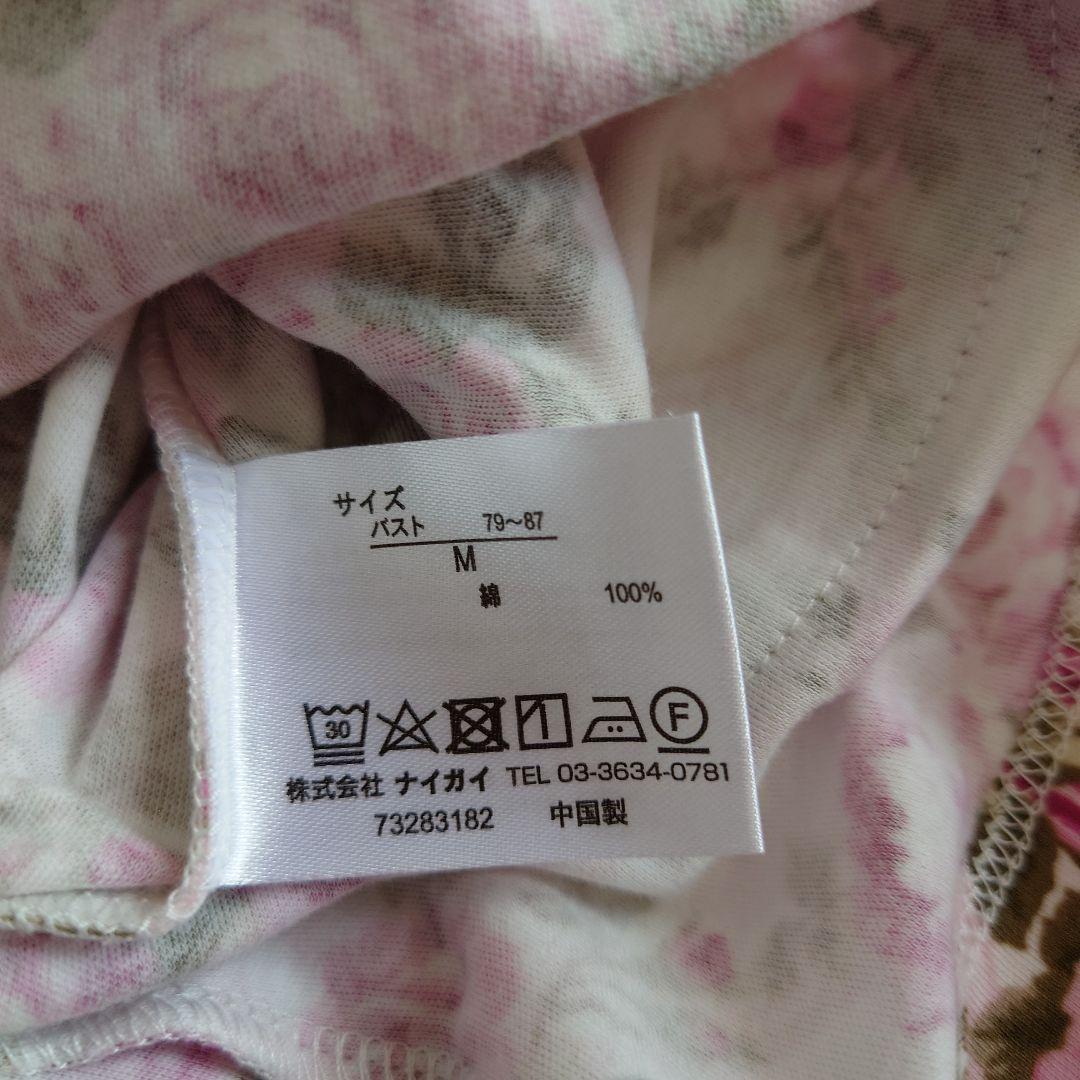 サイズ
バスト 79～87
M
綿 100%
30 F
株式会社 ナイガイ TEL 03-3634-0781
73283182 中国製